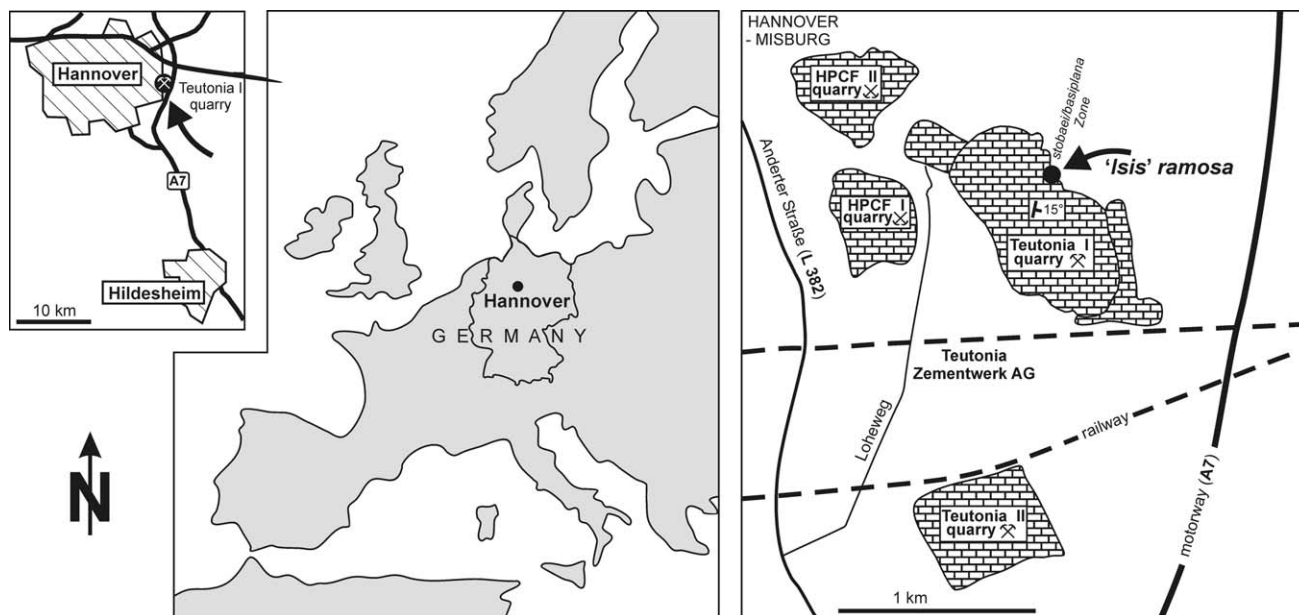 Hannover
Teutonia I
quarry
A7
Hildesheim
10 km
N
Hannover
GERMANY
HANNOVER
- MISBURG
HPCF II
quarry
stobaei/basiplana
Zone
'Isis' ramosa
HPCF I
quarry
15°
Teutonia I
quarry
Anderter Straße (L 382)
Teutonia
Zementwerk AG
Loheweg
railway
motorway (A7)
Teutonia II
quarry
1 km